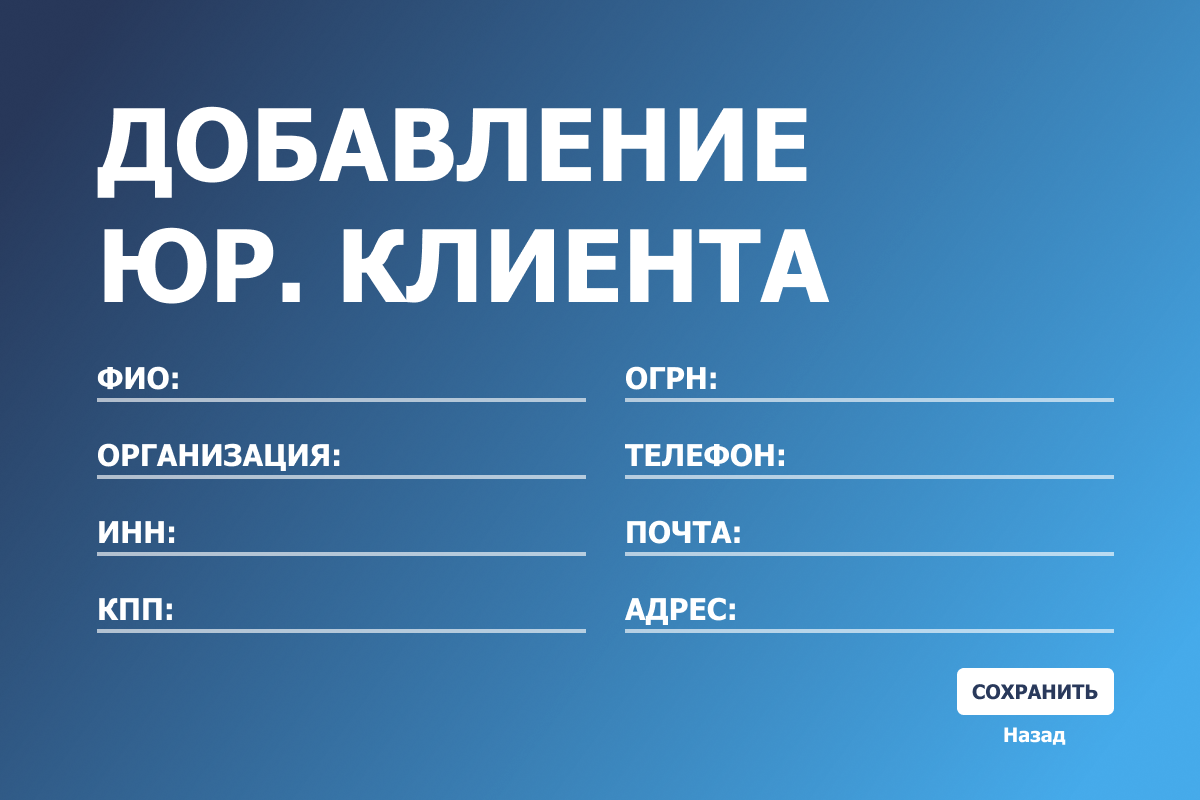 ДОБАВЛЕНИЕ
ЮР. КЛИЕНТА
ФИО:
ОГРН:
ОРГАНИЗАЦИЯ:
ТЕЛЕФОН:
ИНН:
ПОЧТА:
КПП:
АДРЕС:
СОХРАНИТЬ
Назад